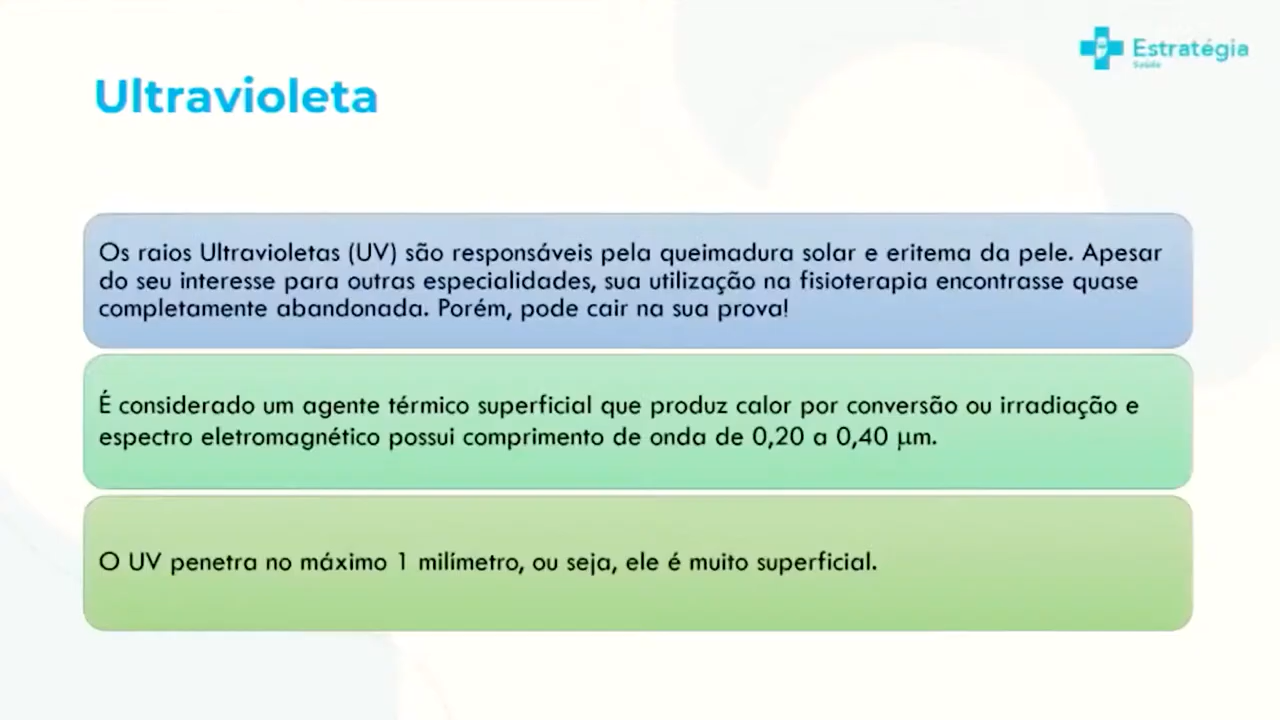 Estratégia
Saúde
Ultravioleta
Os raios Ultravioletas (UV) são responsáveis pela queimadura solar e eritema da pele. Apesar
do seu interesse para outras especialidades, sua utilização na fisioterapia encontrasse quase
completamente abandonada. Porém, pode cair na sua prova!
É considerado um agente térmico superficial que produz calor por conversão ou irradiação e
espectro eletromagnético possui comprimento de onda de 0,20 a 0,40 µm.
O UV penetra no máximo 1 milímetro, ou seja, ele é muito superficial.